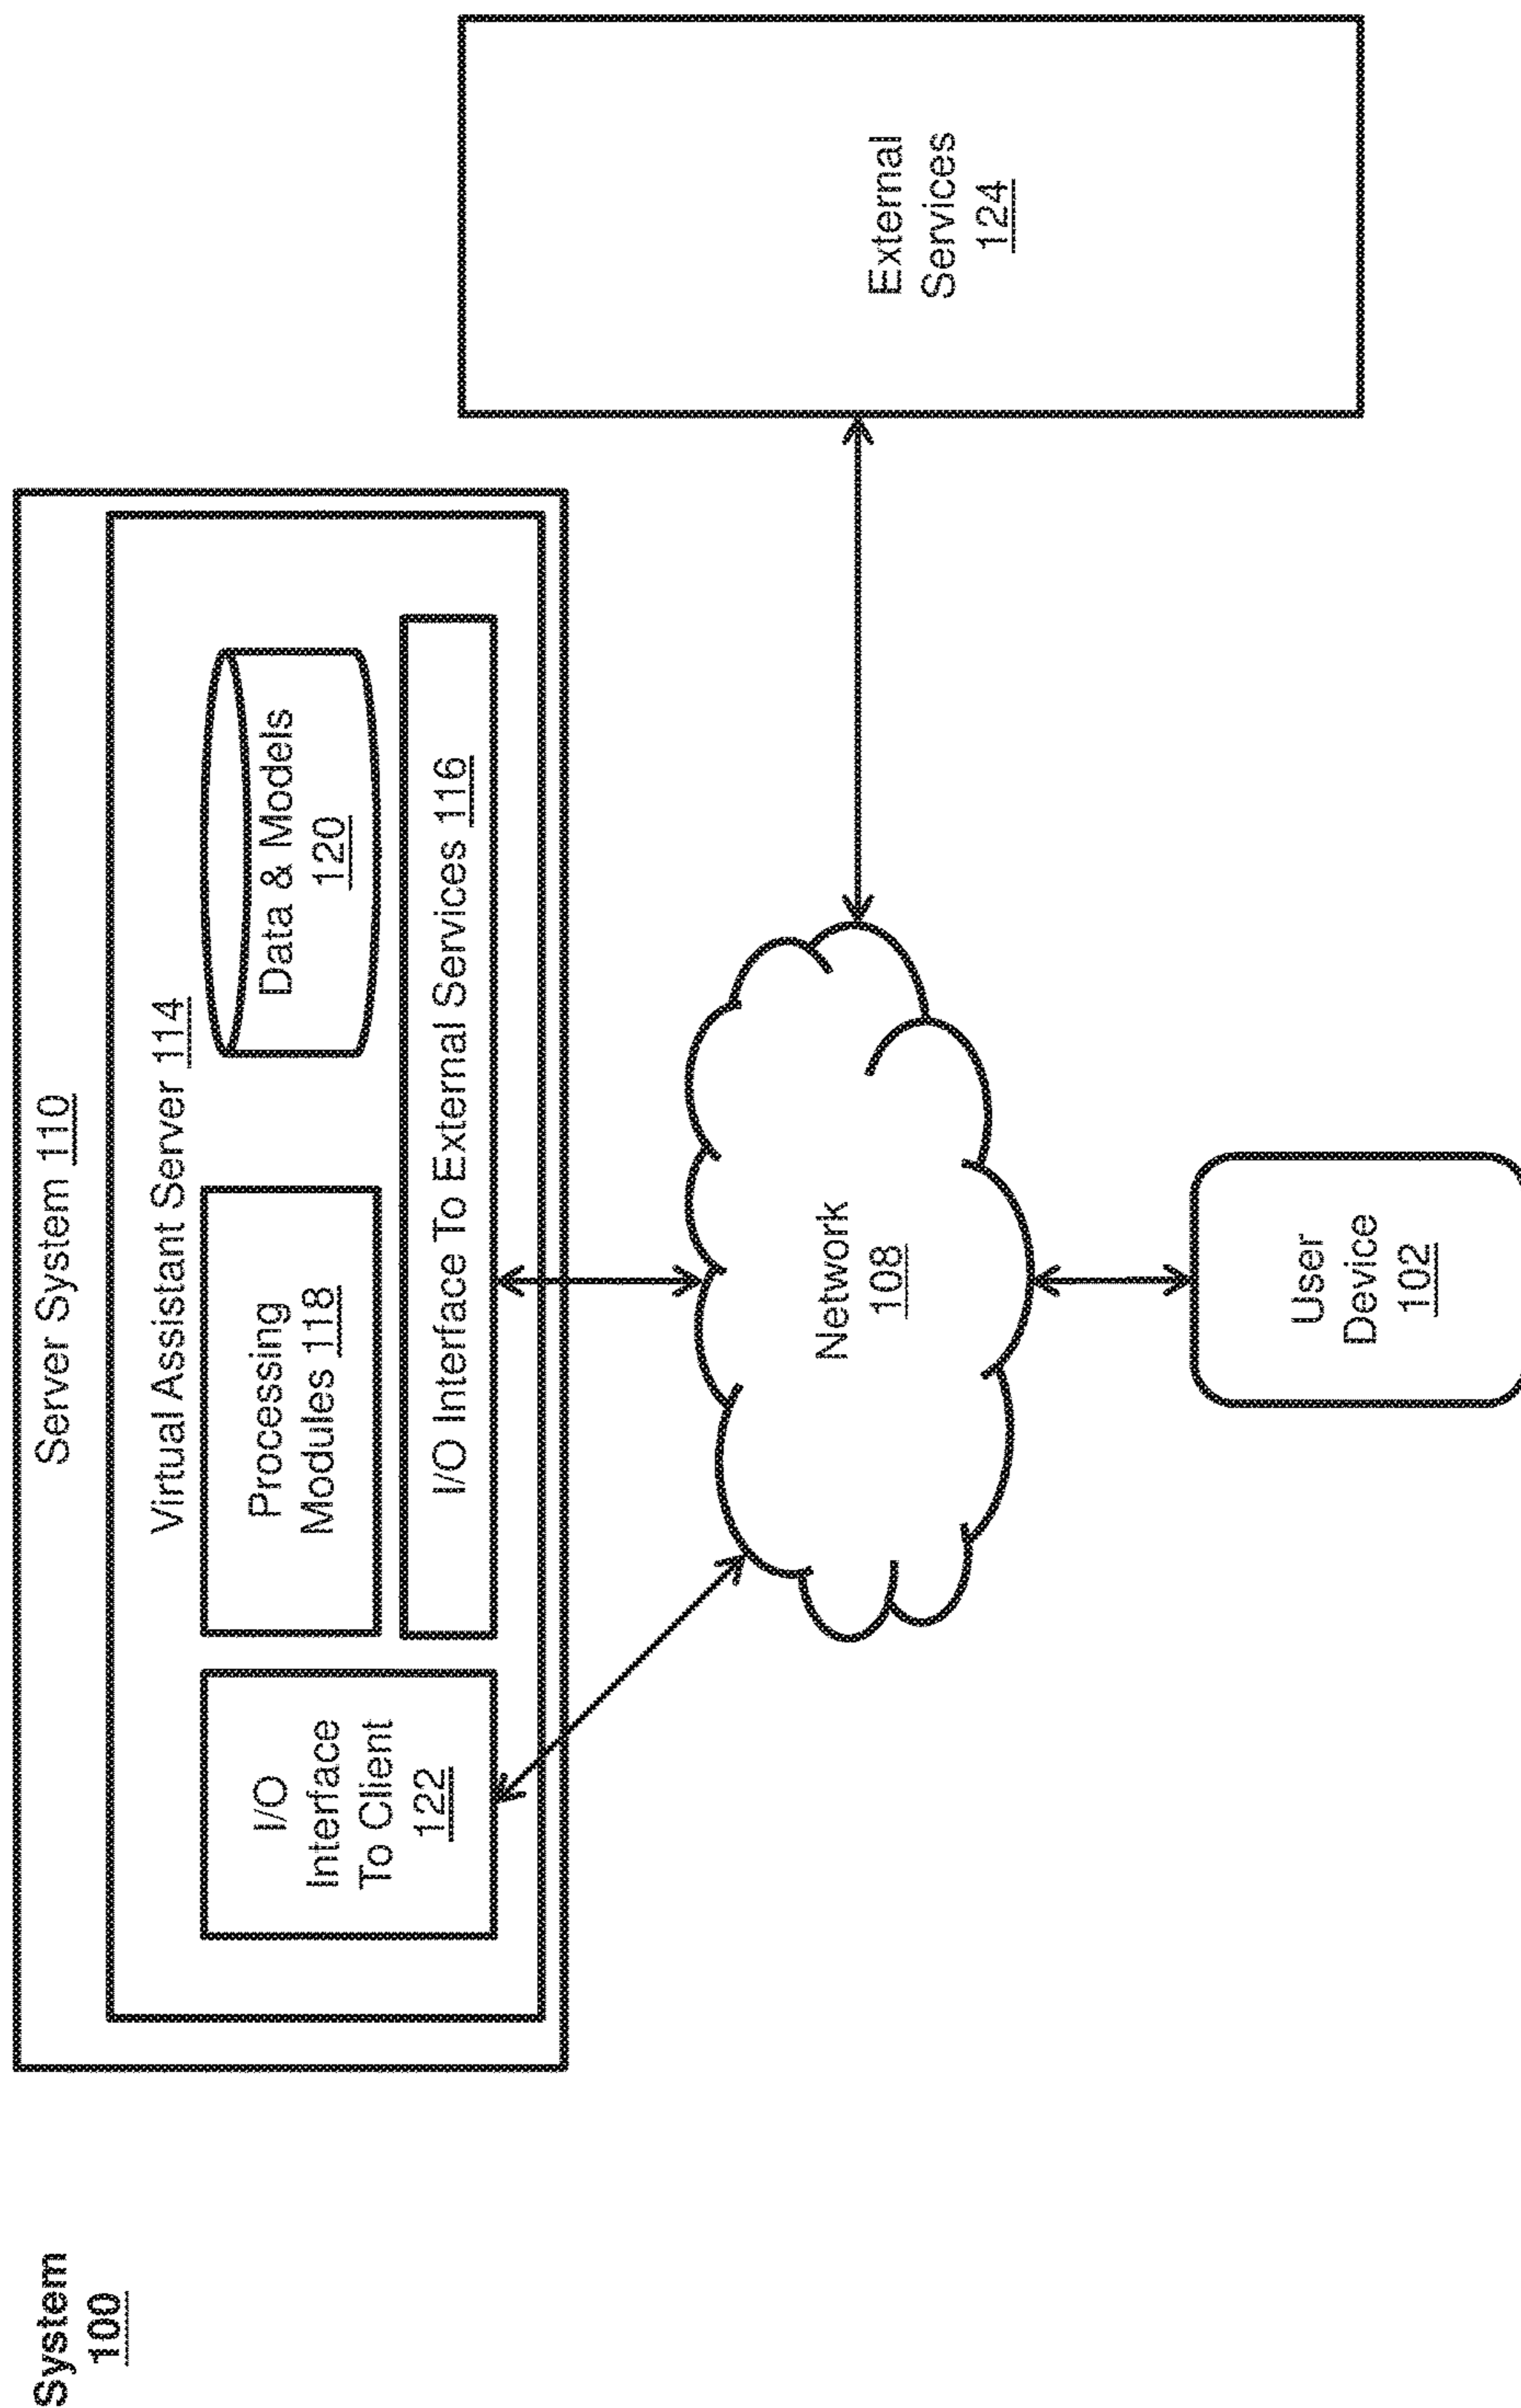 System
100
Server System 110
Virtual Assistant Server 114
I/O
Interface
To Client
122
Processing
Modules 118
Data & Models
120
I/O Interface To External Services 116
Network
108
External
Services
124
User
Device
102